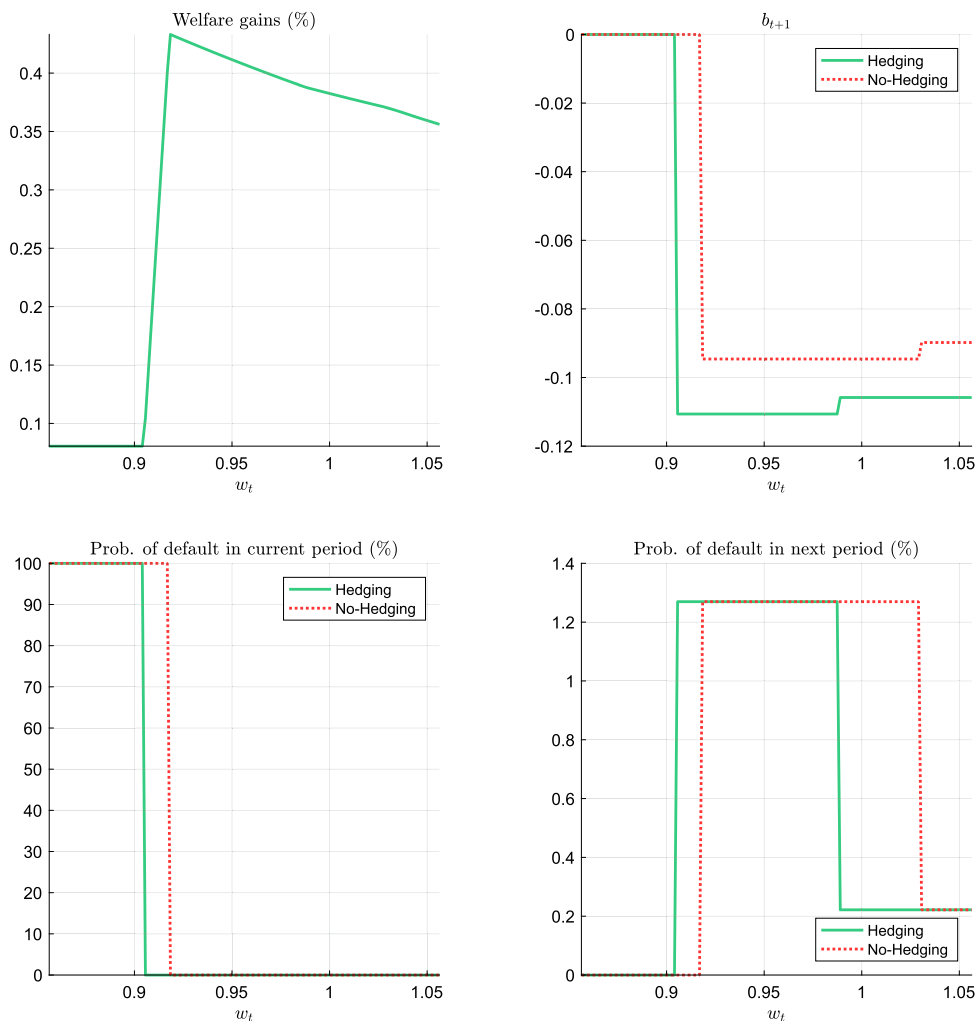 Welfare gains (%)
0.4
0.35
0.3
0.25
0.2
0.15
0.1
0.9 0.95 1 1.05
w_t
b_{t+1}
0
-0.02
-0.04
-0.06
-0.08
-0.1
-0.12
Hedging
No-Hedging
0.9 0.95 1 1.05
w_t
Prob. of default in current period (%)
100
90
80
70
60
50
40
30
20
10
0
Hedging
No-Hedging
0.9 0.95 1 1.05
w_t
Prob. of default in next period (%)
1.4
1.2
1
0.8
0.6
0.4
0.2
0
Hedging
No-Hedging
0.9 0.95 1 1.05
w_t